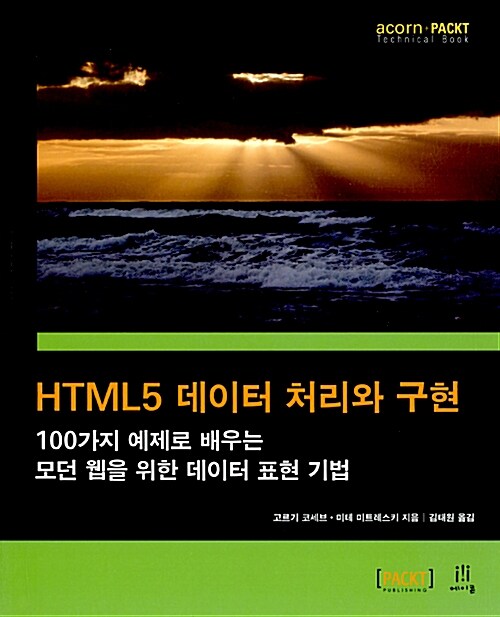 acorn+PACKT
Technical Book
HTML5 데이터 처리와 구현
100가지 예제로 배우는
모던 웹을 위한 데이터 표현 기법
고르기 코세브 • 미테 미트레스키 지음 | 김태원 옮김
[PACKT]
PUBLISHING
에이콘